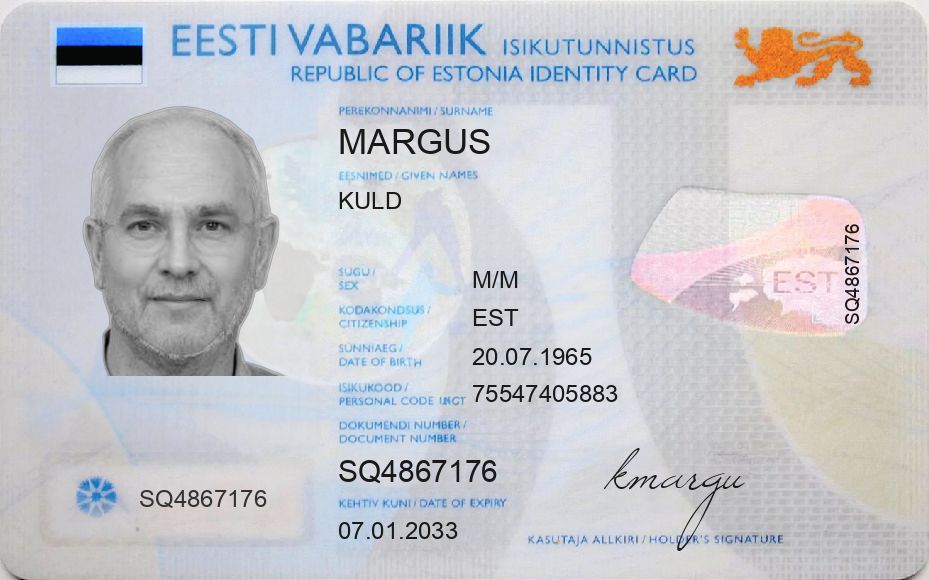 EESTI VABARIIK ISIKUTUNNISTUS
REPUBLIC OF ESTONIA IDENTITY CARD
PEREKONNANIMI / SURNAME
MARGUS
EESNIMED / GIVEN NAMES
KULD
SUGU /
SEX
M/M
KODAKONDSUS /
CITIZENSHIP
EST
SÜNNIAEG /
DATE OF BIRTH
20.07.1965
ISIKUKOOD /
PERSONAL CODE
75547405883
DOKUMENDI NUMBER /
DOCUMENT NUMBER
SQ4867176
KEHTIV KUNI / DATE OF EXPIRY
07.01.2033
SQ4867176
EST
SQ4867176
kmargu
KASUTAJA ALLKIRI / HOLDER'S SIGNATURE